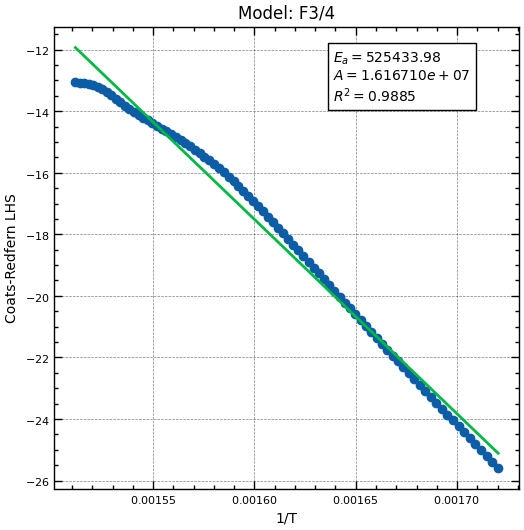 Model: F3/4
−12
−14
−16
−18
−20
−22
−24
−26
Coats-Redfern LHS
E_a = 525433.98
A = 1.616710e + 07
R² = 0.9885
0.00155 0.00160 0.00165 0.00170
1/T